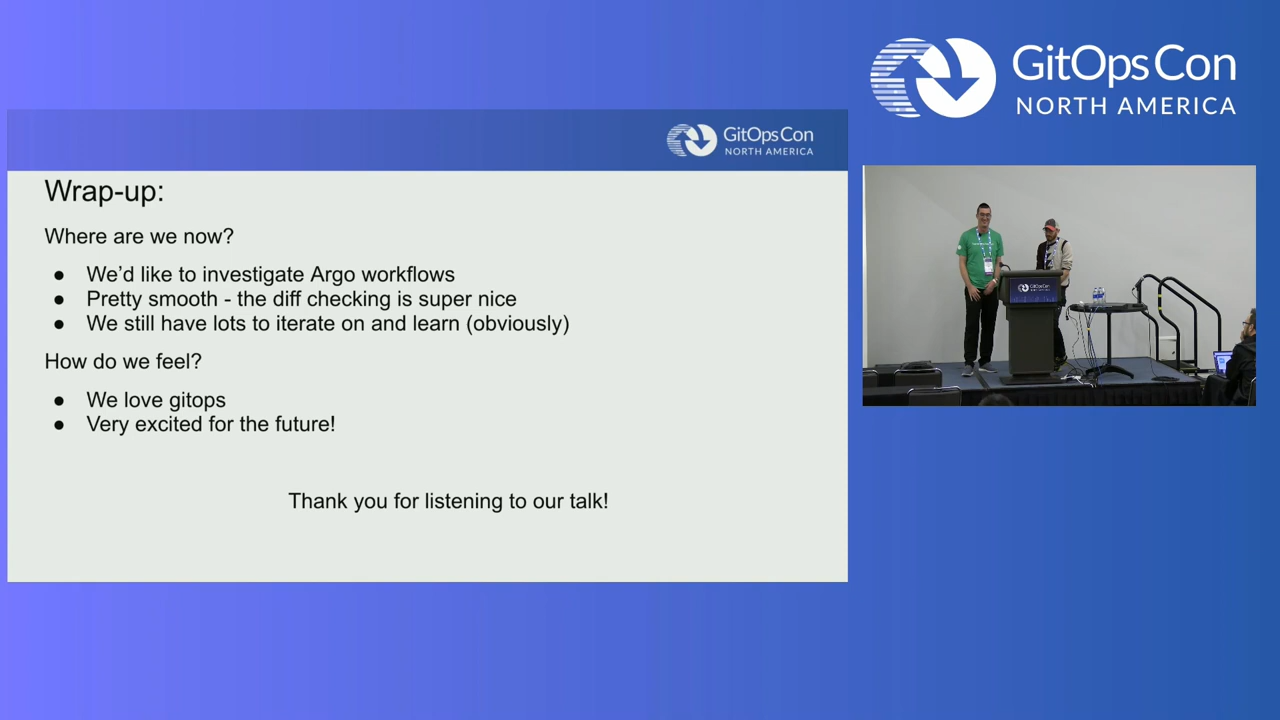 GitOpsCon
NORTH AMERICA
GitOpsCon
NORTH AMERICA
Wrap-up:
Where are we now?
● We'd like to investigate Argo workflows
● Pretty smooth - the diff checking is super nice
● We still have lots to iterate on and learn (obviously)
How do we feel?
● We love gitops
● Very excited for the future!
Thank you for listening to our talk!
GitOpsCon